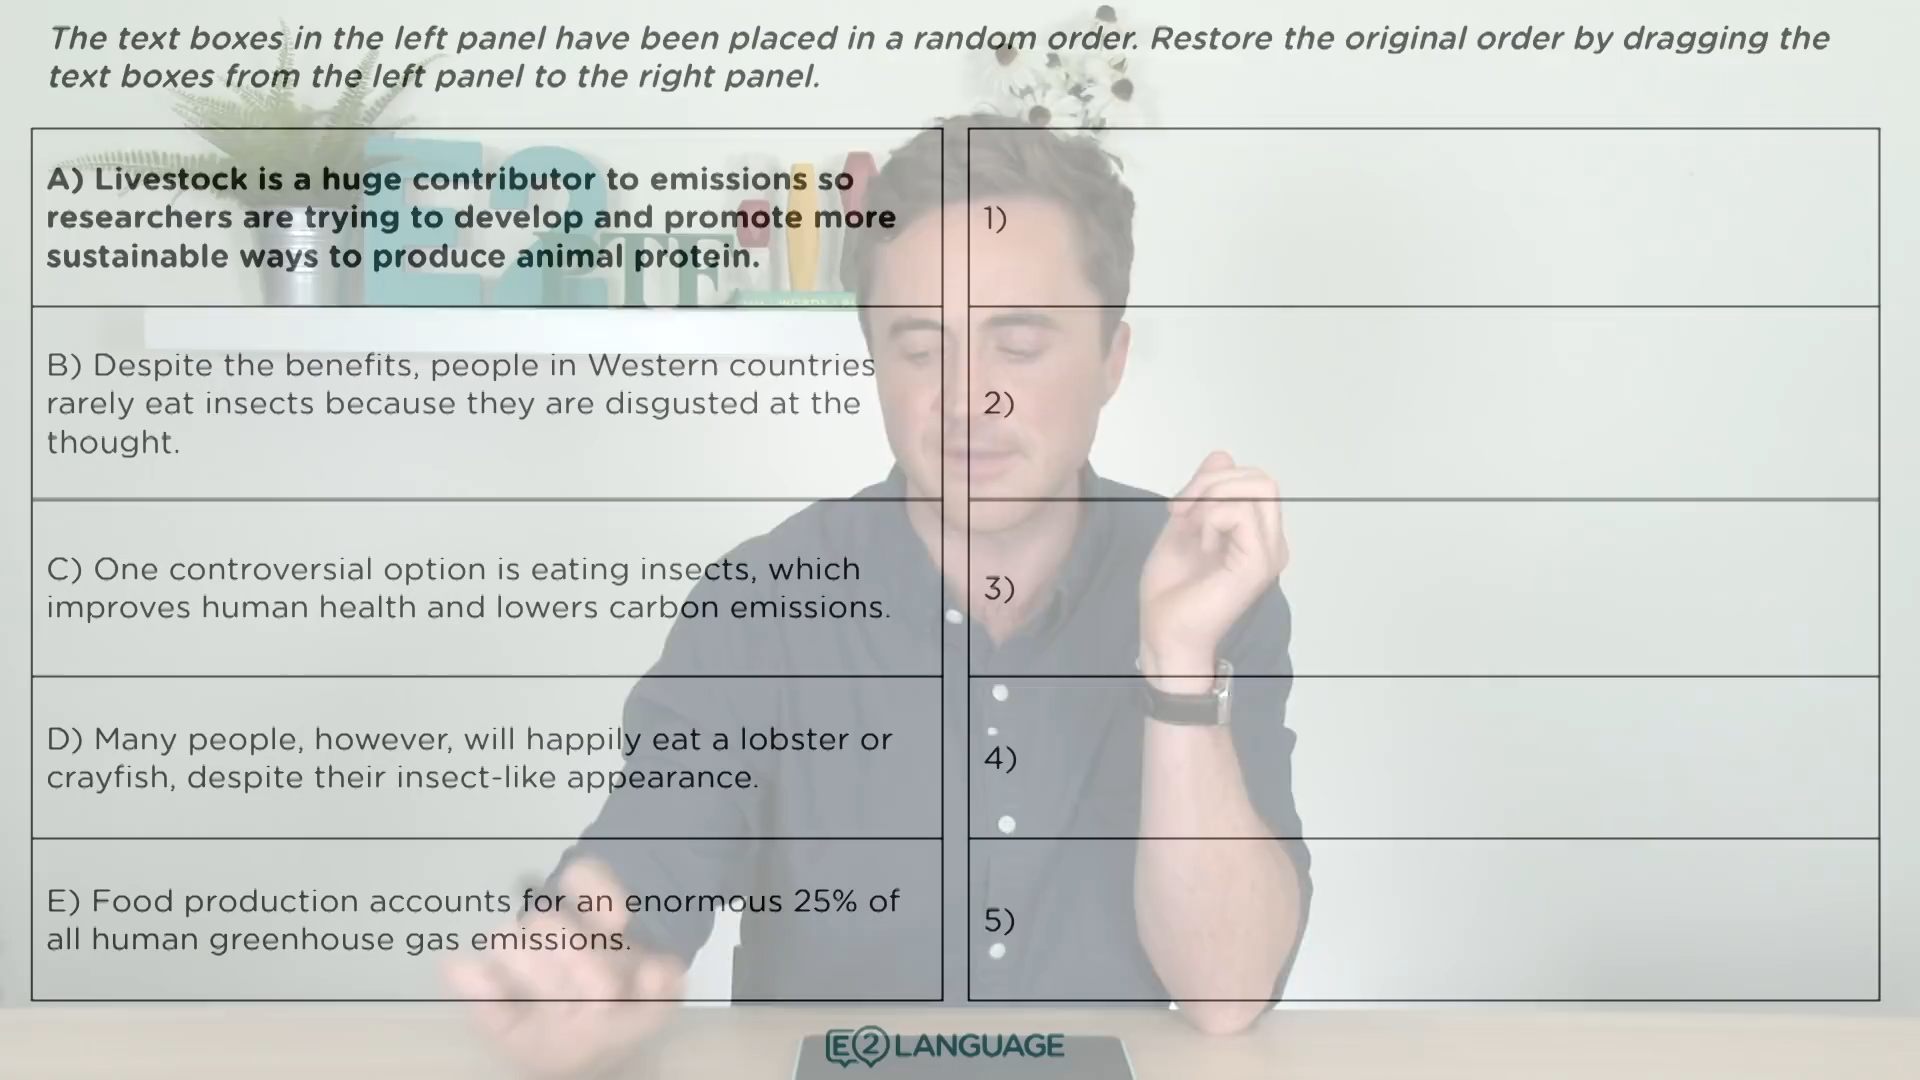 The text boxes in the left panel have been placed in a random order. Restore the original order by dragging the
text boxes from the left panel to the right panel.
A) Livestock is a huge contributor to emissions so
researchers are trying to develop and promote more
sustainable ways to produce animal protein.
B) Despite the benefits, people in Western countries
rarely eat insects because they are disgusted at the
thought.
C) One controversial option is eating insects, which
improves human health and lowers carbon emissions.
D) Many people, however, will happily eat a lobster or
crayfish, despite their insect-like appearance.
E) Food production accounts for an enormous 25% of
all human greenhouse gas emissions.
1)
2)
3)
4)
5)
E2
PTE
E2 LANGUAGE